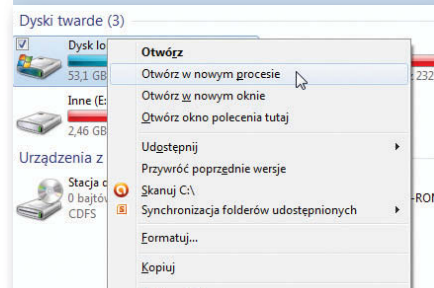 Dyski twarde (3)
Dysk lo
Otwórz
53,1 GB
Otwórz w nowym procesie
232
Inne (E:
Otwórz w nowym oknie
2,46 GB
Otwórz okno polecenia tutaj
Urządzenia z
Udostępnij
Przywróć poprzednie wersje
Stacja d
0 bajtów
CDFS
Skanuj C:\
-RON
Synchronizacja folderów udostępnionych
Formatuj...
Kopiuj